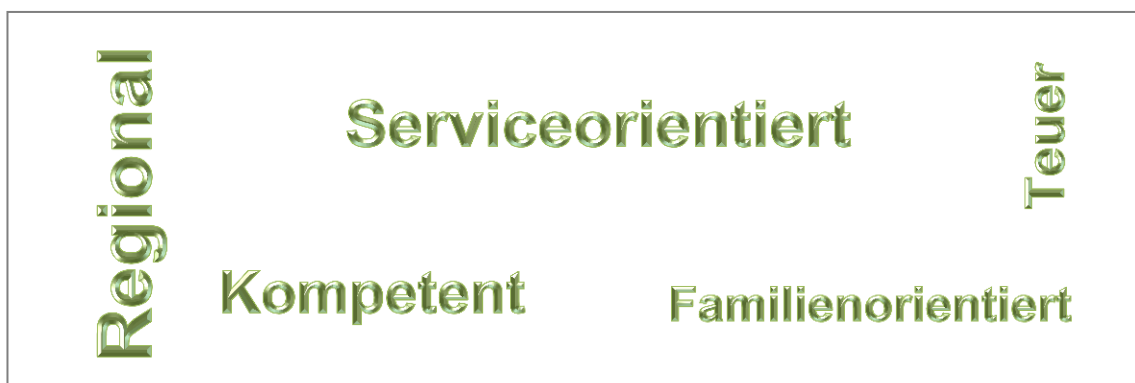 Regional
Serviceorientiert
Teuer
Kompetent
Familienorientiert